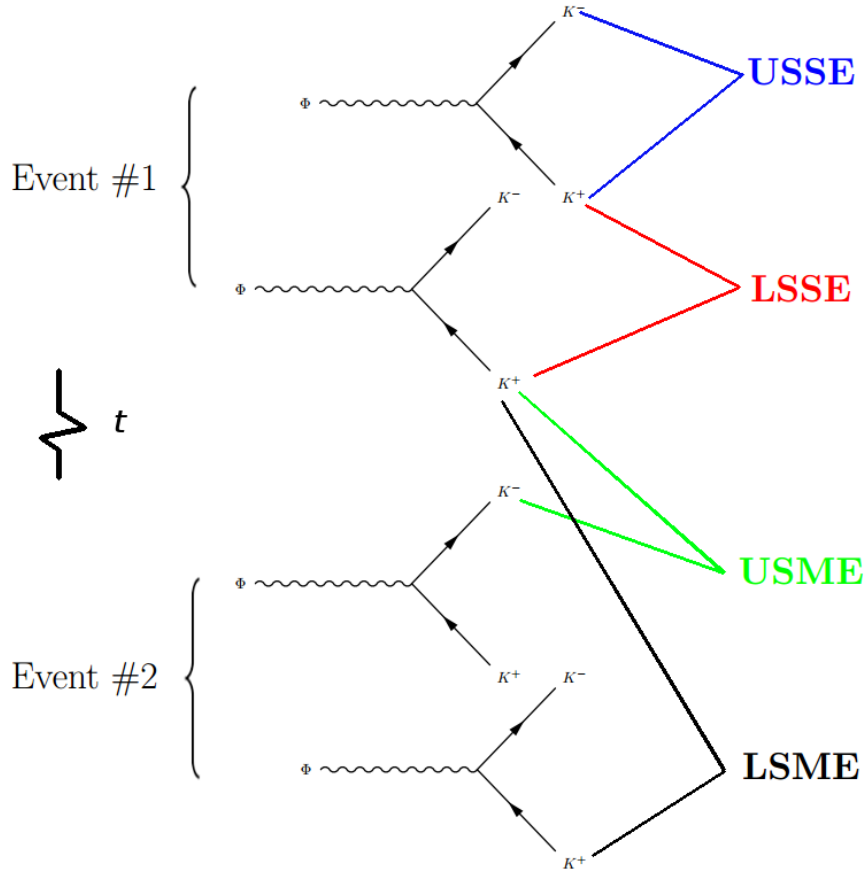 K⁻
USSE
Φ
Event #1
K⁻
K⁺
LSSE
Φ
K⁺
t
K⁻
USME
Φ
Event #2
K⁺
K⁻
LSME
Φ
K⁺